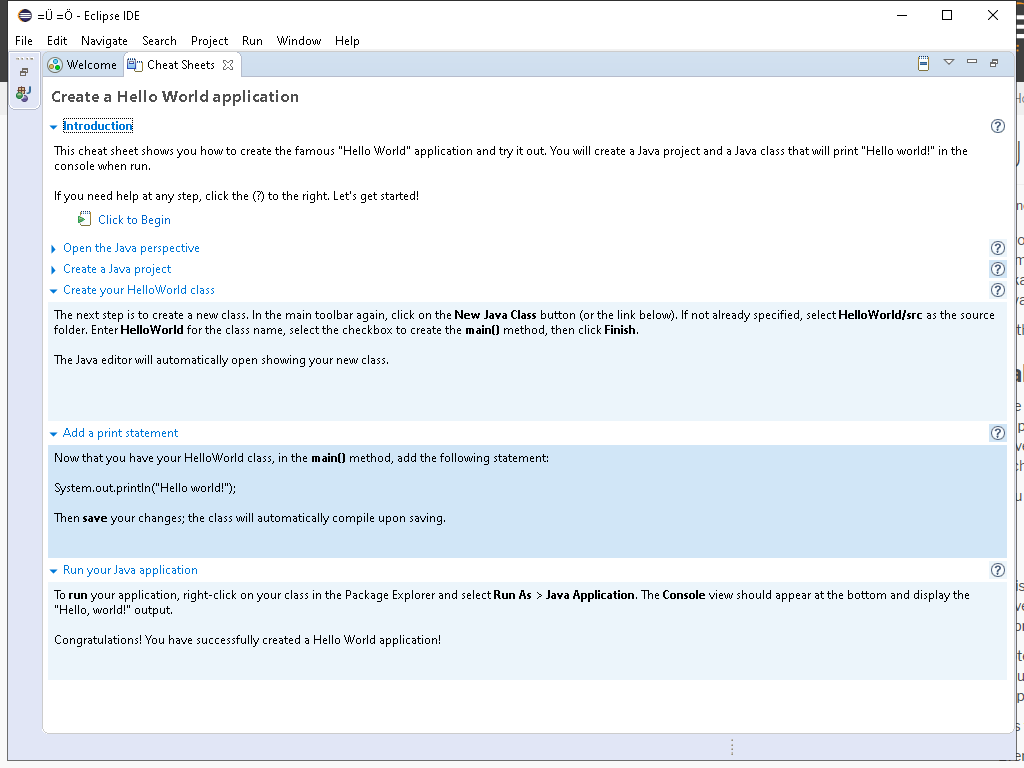 =Ü =Ö - Eclipse IDE
File Edit Navigate Search Project Run Window Help
Welcome Cheat Sheets
Create a Hello World application
Introduction
This cheat sheet shows you how to create the famous "Hello World" application and try it out. You will create a Java project and a Java class that will print "Hello world!" in the
console when run.
If you need help at any step, click the (?) to the right. Let's get started!
Click to Begin
Open the Java perspective
Create a Java project
Create your HelloWorld class
The next step is to create a new class. In the main toolbar again, click on the New Java Class button (or the link below). If not already specified, select HelloWorld/src as the source
folder. Enter HelloWorld for the class name, select the checkbox to create the main() method, then click Finish.
The Java editor will automatically open showing your new class.
Add a print statement
Now that you have your HelloWorld class, in the main() method, add the following statement:
System.out.println("Hello world!");
Then save your changes; the class will automatically compile upon saving.
Run your Java application
To run your application, right-click on your class in the Package Explorer and select Run As > Java Application. The Console view should appear at the bottom and display the
"Hello, world!" output.
Congratulations! You have successfully created a Hello World application!